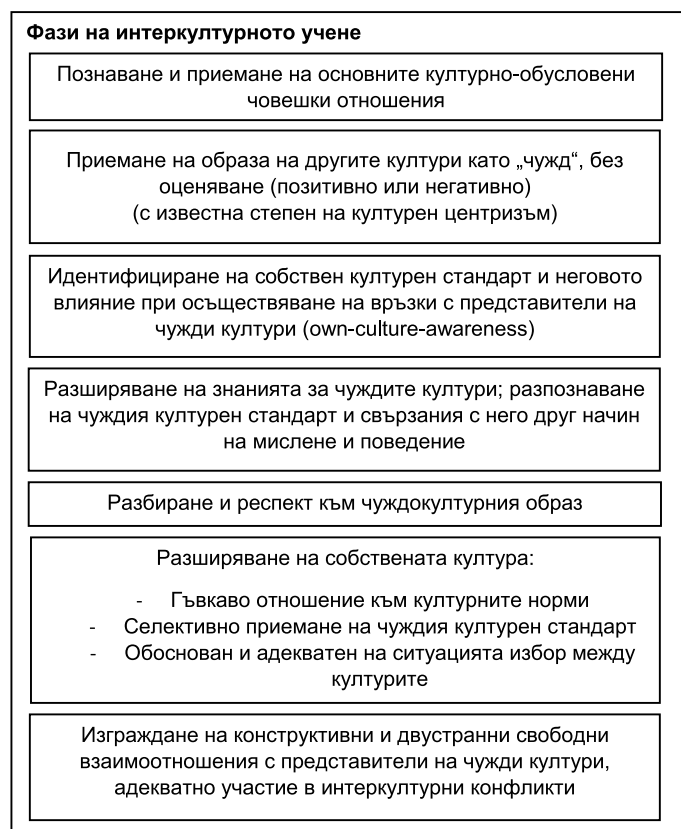 Фази на интеркултурното учене
Познаване и приемане на основните културно-обусловени
човешки отношения
Приемане на образа на другите култури като „чужд“, без
оценяване (позитивно или негативно)
(с известна степен на културен центризъм)
Идентифициране на собствен културен стандарт и неговото
влияние при осъществяване на връзки с представители на
чужди култури (own-culture-awareness)
Разширяване на знанията за чуждите култури; разпознаване
на чуждия културен стандарт и свързания с него друг начин
на мислене и поведение
Разбиране и респект към чуждокултурния образ
Разширяване на собствената култура:
- Гъвкаво отношение към културните норми
- Селективно приемане на чуждия културен стандарт
- Обоснован и адекватен на ситуацията избор между
културите
Изграждане на конструктивни и двустранни свободни
взаимоотношения с представители на чужди култури,
адекватно участие в интеркултурни конфликти